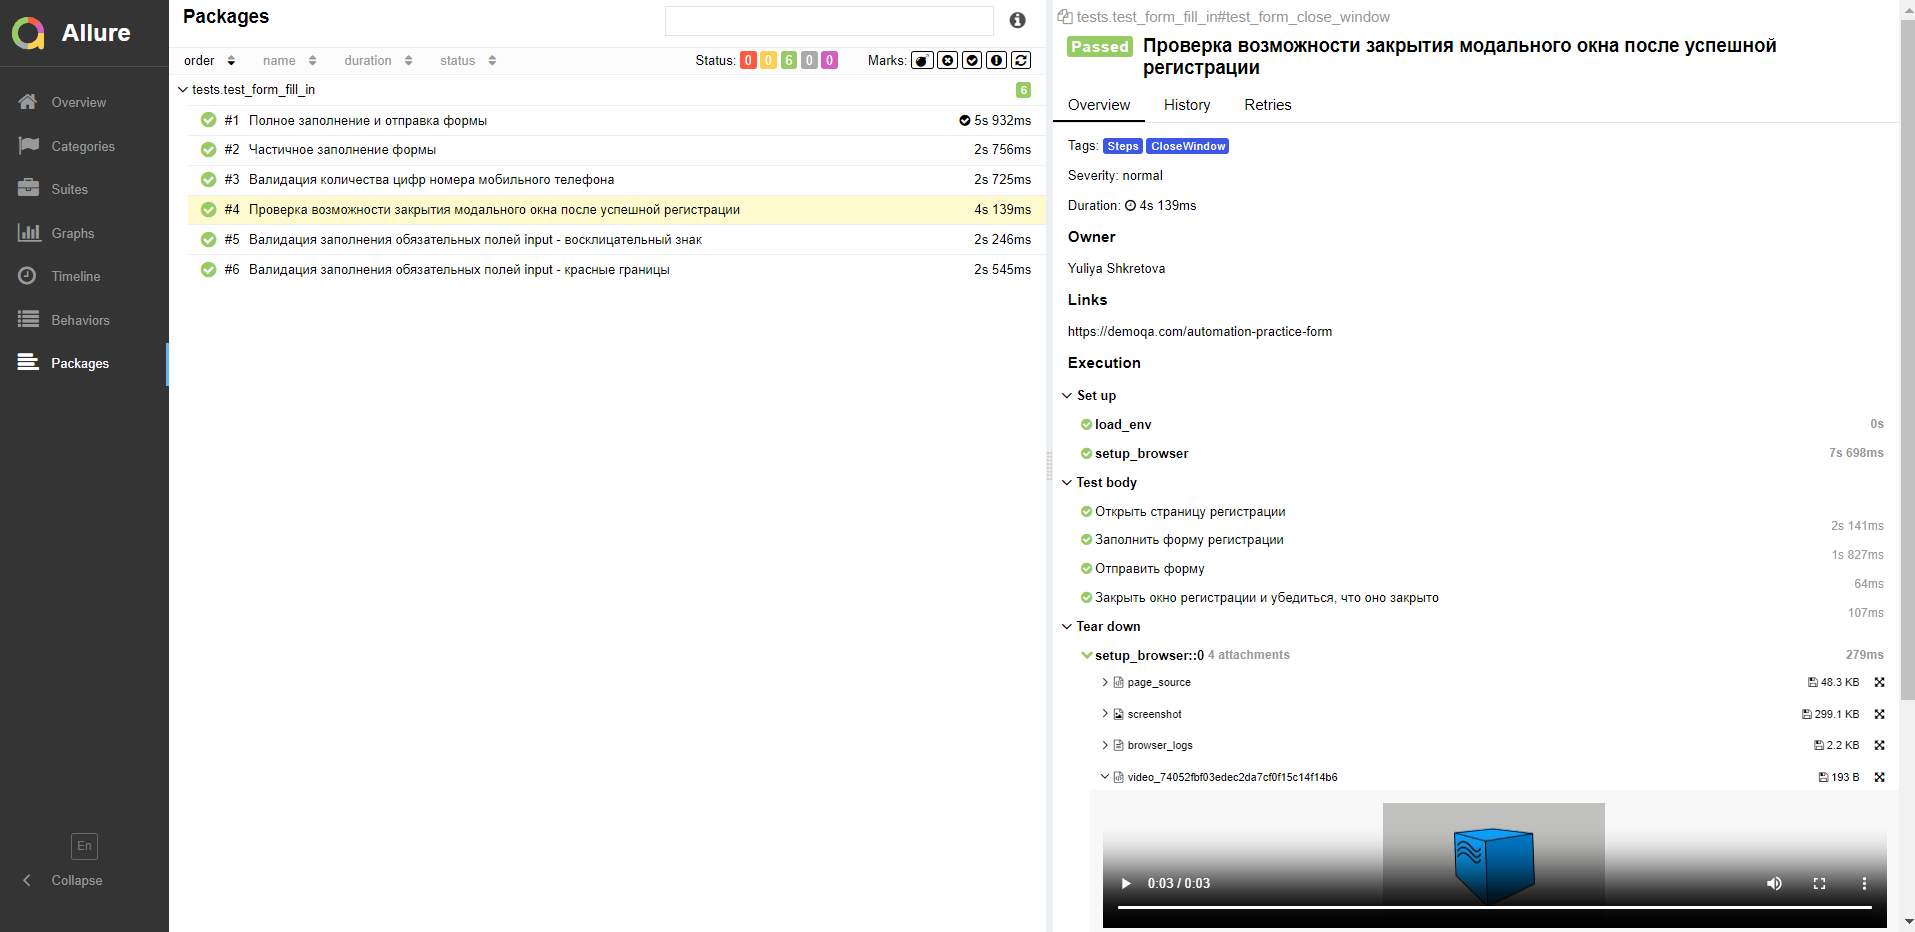 Allure
Overview
Categories
Suites
Graphs
Timeline
Behaviors
Packages
En
Collapse
Packages
order name duration status Status: 0 0 6 0 0 Marks:
tests.test_form_fill_in 6
#1 Полное заполнение и отправка формы 5s 932ms
#2 Частичное заполнение формы 2s 756ms
#3 Валидация количества цифр номера мобильного телефона 2s 725ms
#4 Проверка возможности закрытия модального окна после успешной регистрации 4s 139ms
#5 Валидация заполнения обязательных полей input - восклицательный знак 2s 246ms
#6 Валидация заполнения обязательных полей input - красные границы 2s 545ms
tests.test_form_fill_in#test_form_close_window
Passed Проверка возможности закрытия модального окна после успешной
регистрации
Overview History Retries
Tags: Steps CloseWindow
Severity: normal
Duration: 4s 139ms
Owner
Yuliya Shkretova
Links
https://demoqa.com/automation-practice-form
Execution
Set up
load_env 0s
setup_browser 7s 698ms
Test body
Открыть страницу регистрации
2s 141ms
Заполнить форму регистрации
1s 827ms
Отправить форму
64ms
Закрыть окно регистрации и убедиться, что оно закрыто
107ms
Tear down
setup_browser::0 4 attachments 279ms
page_source 48.3 KB
screenshot 299.1 KB
browser_logs 2.2 KB
video_74052fbf03edec2da7cf0f15c14f14b6 193 B
0:03 / 0:03